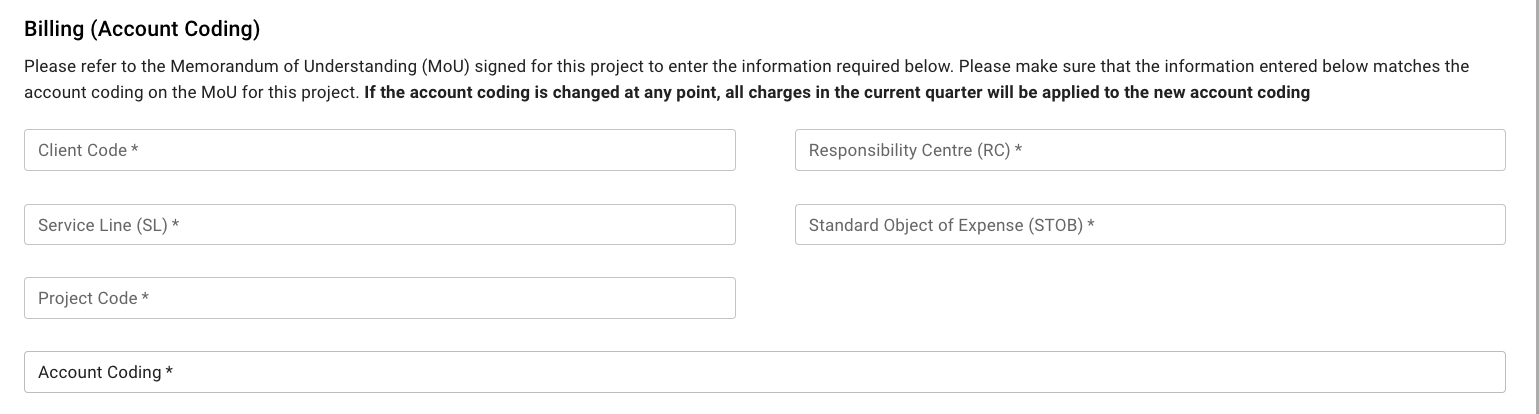 Billing (Account Coding)
Please refer to the Memorandum of Understanding (MoU) signed for this project to enter the information required below. Please make sure that the information entered below matches the
account coding on the MoU for this project. If the account coding is changed at any point, all charges in the current quarter will be applied to the new account coding
Client Code *
Responsibility Centre (RC) *
Service Line (SL) *
Standard Object of Expense (STOB) *
Project Code *
Account Coding *